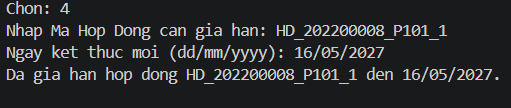 Chon: 4
Nhap Ma Hop Dong can gia han: HD_202200008_P101_1
Ngay ket thuc moi (dd/mm/yyyy): 16/05/2027
Da gia han hop dong HD_202200008_P101_1 den 16/05/2027.